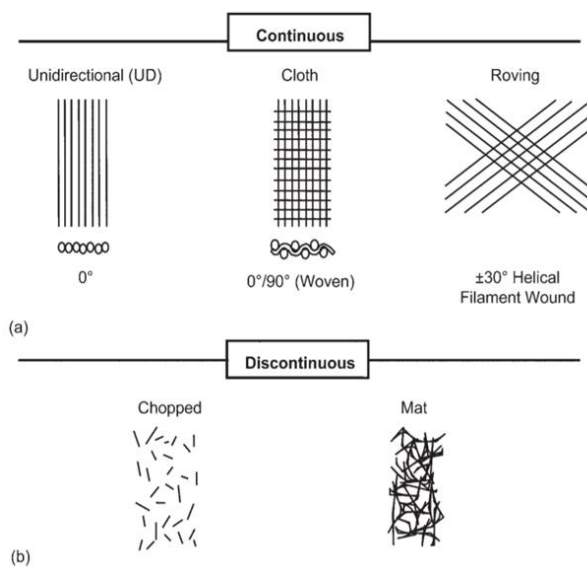 Continuous
Unidirectional (UD)
Cloth
Roving
0°
0°/90° (Woven)
±30° Helical
Filament Wound
(a)
Discontinuous
Chopped
Mat
(b)